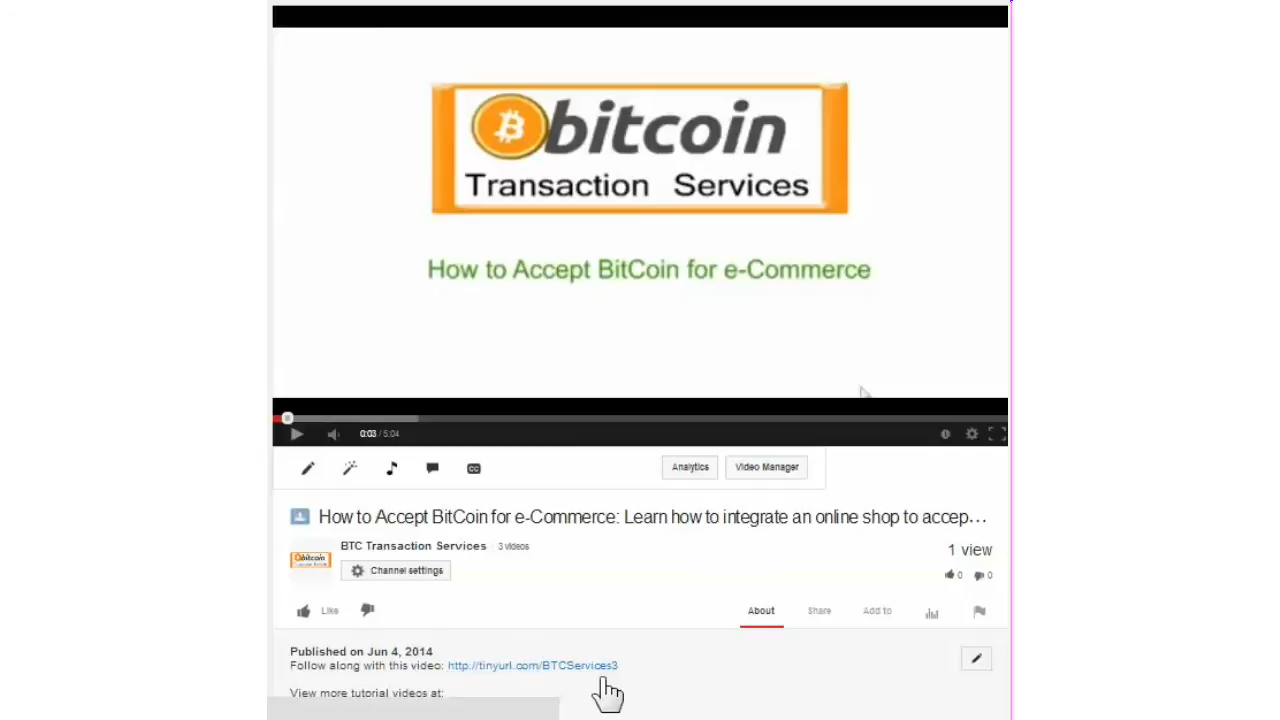 bitcoin
Transaction Services
How to Accept BitCoin for e-Commerce
0:03 / 5:04
Analytics Video Manager
How to Accept BitCoin for e-Commerce: Learn how to integrate an online shop to accep...
BTC Transaction Services · 3 videos
1 view
Channel settings
0 0
Like About Share Add to
Published on Jun 4, 2014
Follow along with this video: http://tinyurl.com/BTCServices3
View more tutorial videos at: